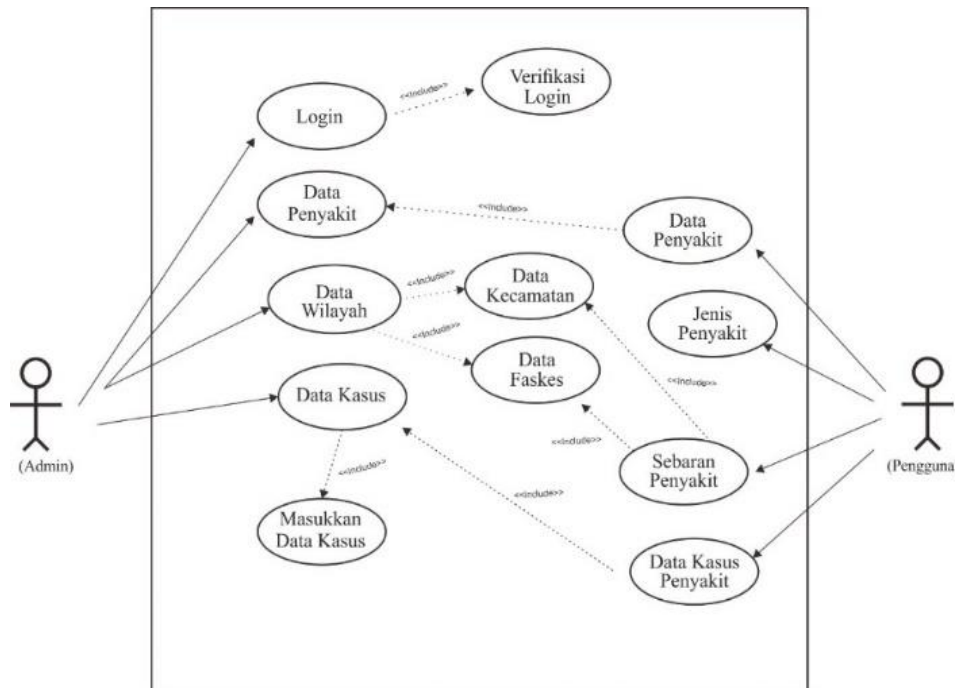 Verifikasi
Login
<<Include>>
Login
Data
Penyakit
<<Include>>
Data
Penyakit
Data
Wilayah
<<Include>>
Data
Kecamatan
Jenis
Penyakit
<<Include>>
Data
Faskes
Data Kasus
<<Include>>
<<Include>>
Sebaran
Penyakit
(Admin)
(Pengguna
<<Include>>
<<Include>>
Masukkan
Data Kasus
Data Kasus
Penyakit